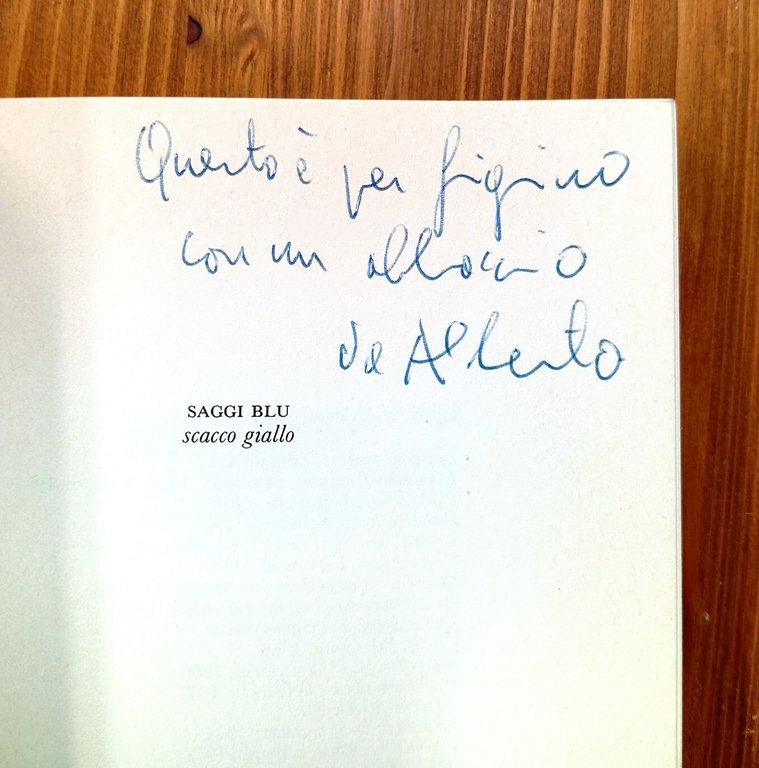 Questo è per Gigino
con un abbraccio
da Alberto
SAGGI BLU
scacco giallo